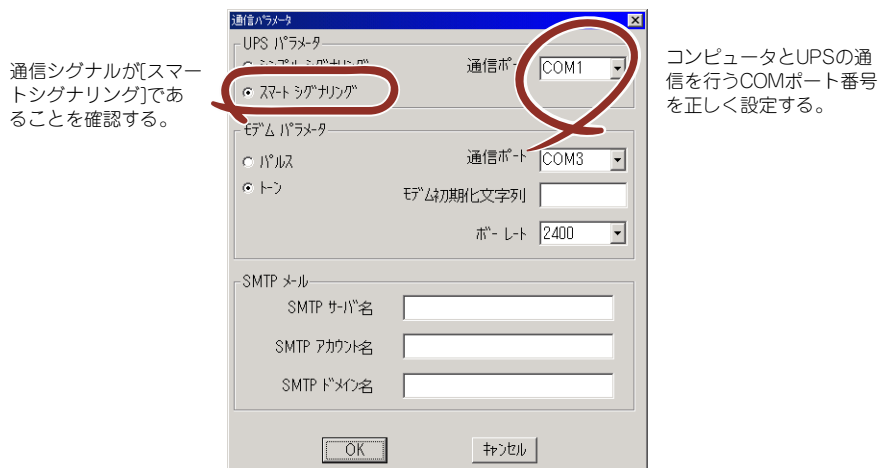 通信パラメータ
UPS パラメータ
通信ポー
COM1
スマート シグナリング
通信シグナルが[スマー
トシグナリング]であ
ることを確認する。
コンピュータとUPSの通
信を行うCOMポート番号
を正しく設定する。
モデム パラメータ
パルス
通信ポート
COM3
トーン
モデム初期化文字列
ボー レート
2400
SMTP メール
SMTP サーバ名
SMTP アカウント名
SMTP ドメイン名
OK
キャンセル